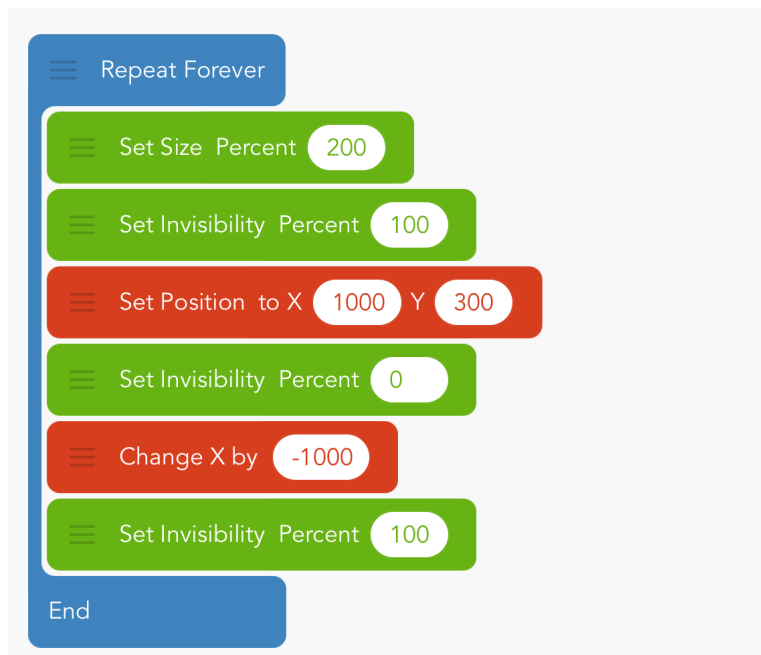 Repeat Forever
Set Size Percent 200
Set Invisibility Percent 100
Set Position to X 1000 Y 300
Set Invisibility Percent 0
Change X by -1000
Set Invisibility Percent 100
End